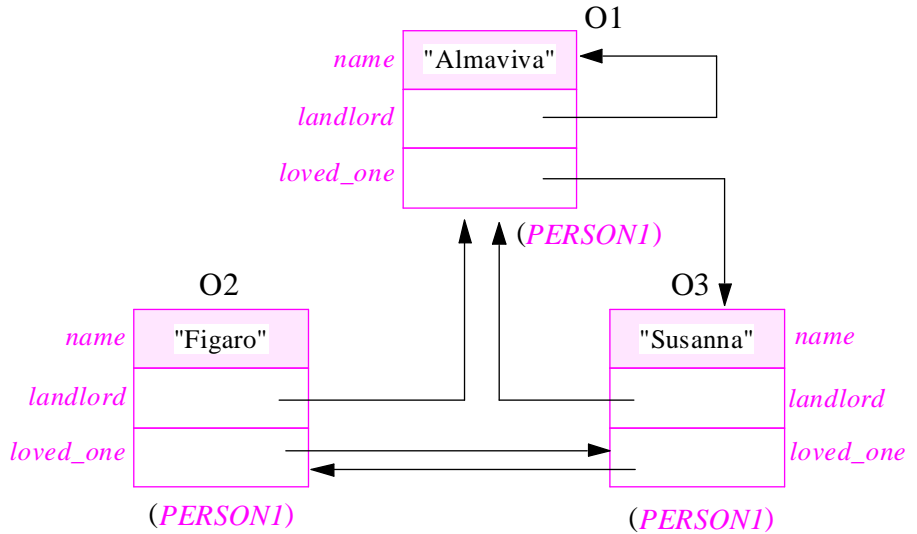 O1
name "Almaviva"
landlord
loved_one
(PERSON1)
O2
O3
name "Figaro"
"Susanna" name
landlord
landlord
loved_one
loved_one
(PERSON1)
(PERSON1)